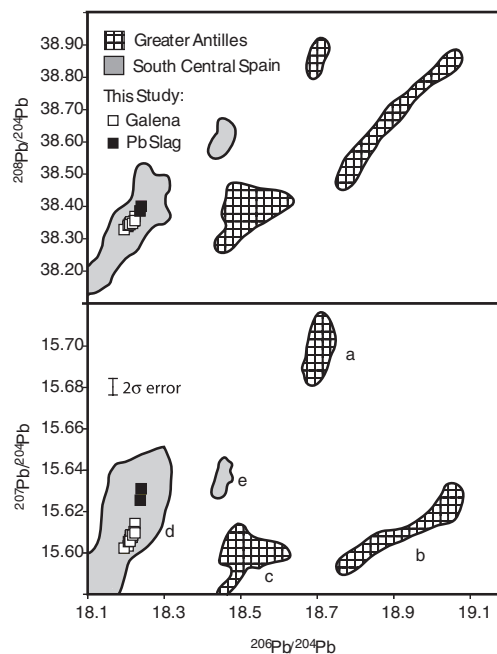 38.90
38.80
38.70
38.60
38.50
38.40
38.30
38.20
208Pb/204Pb
Greater Antilles
South Central Spain
This Study:
Galena
Pb Slag
15.70
15.68
15.66
15.64
15.62
15.60
207Pb/204Pb
2σ error
a
b
c
d
e
18.1 18.3 18.5 18.7 18.9 19.1
206Pb/204Pb